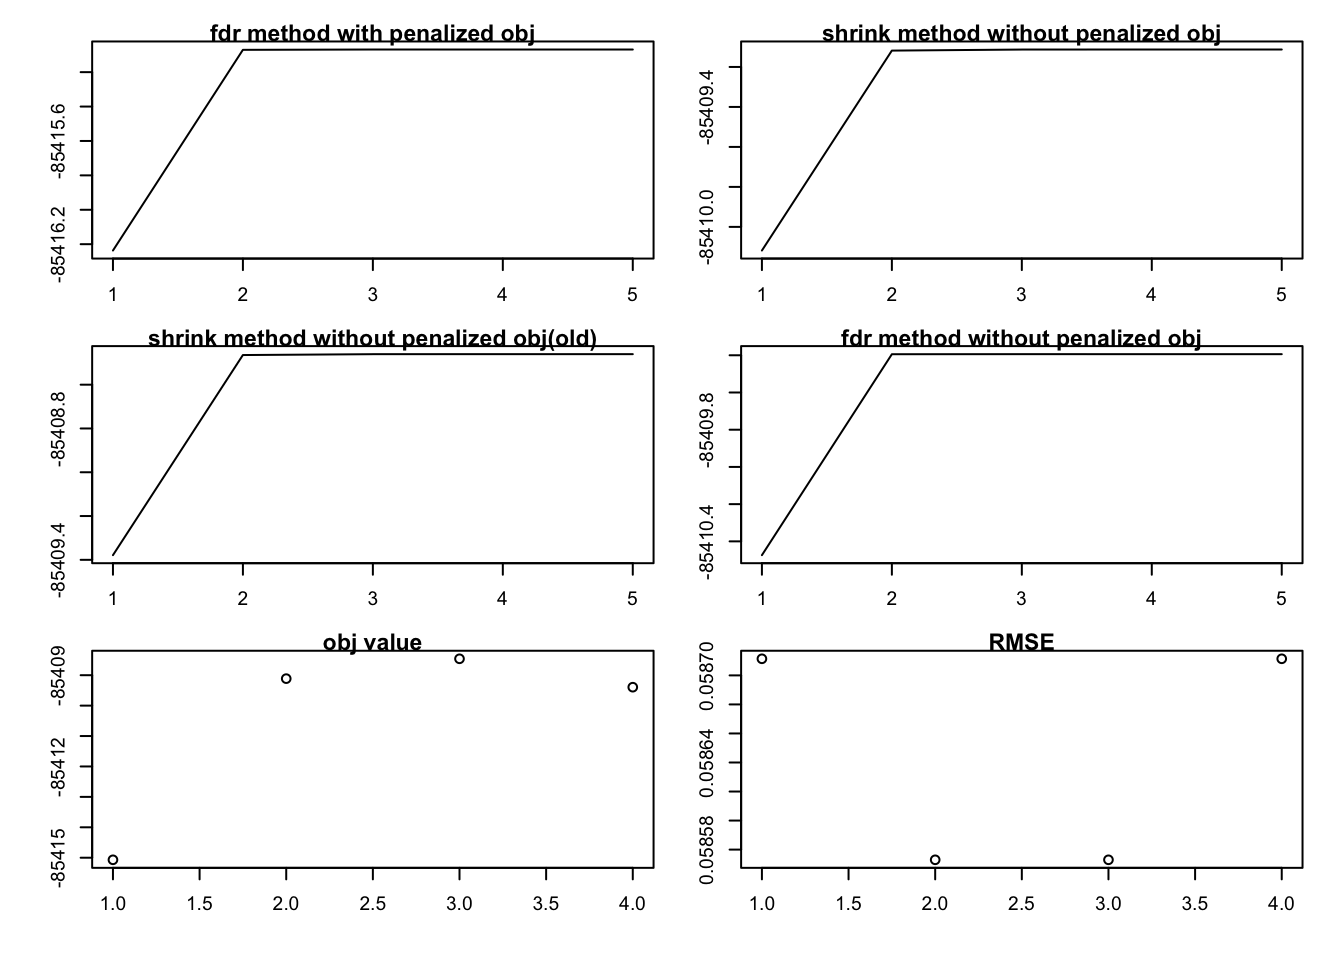 fdr method with penalized obj
-85415.6
-85416.2
1 2 3 4 5
shrink method without penalized obj
-85409.4
-85410.0
1 2 3 4 5
shrink method without penalized obj(old)
-85408.8
-85409.4
1 2 3 4 5
fdr method without penalized obj
-85409.8
-85410.4
1 2 3 4 5
obj value
-85409
-85412
-85415
1.0 1.5 2.0 2.5 3.0 3.5 4.0
RMSE
0.05870
0.05864
0.05858
1.0 1.5 2.0 2.5 3.0 3.5 4.0